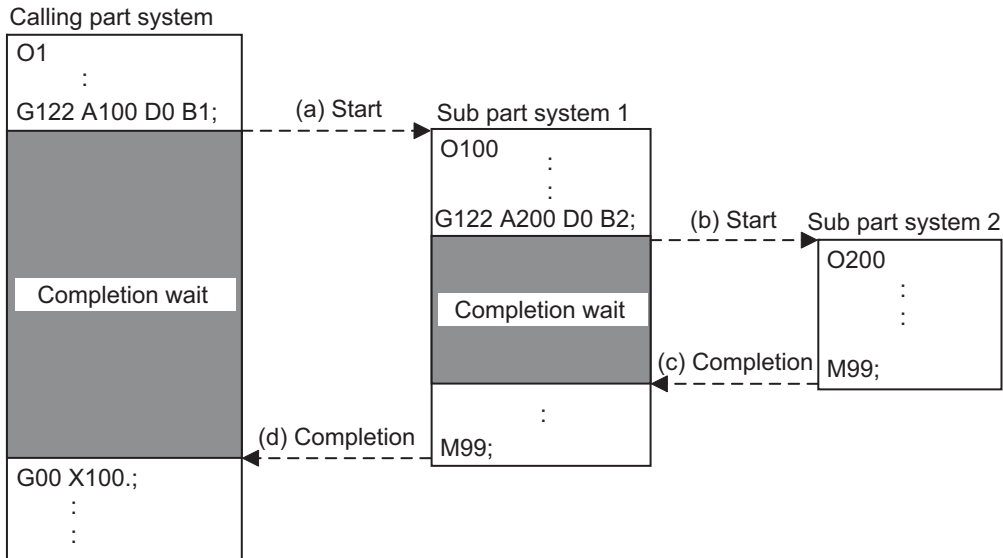 Calling part system
O1
:
G122 A100 D0 B1;
(a) Start
Completion wait
G00 X100.;
:
:
Sub part system 1
O100
:
:
G122 A200 D0 B2;
(b) Start
Completion wait
:
M99;
(d) Completion
Sub part system 2
O200
:
:
M99;
(c) Completion